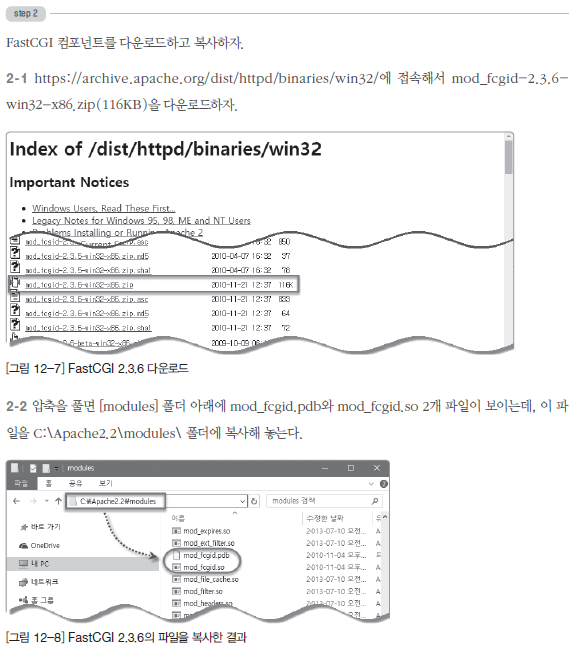 step 2
FastCGI 컴포넌트를 다운로드하고 복사하자.
2-1 https://archive.apache.org/dist/httpd/binaries/win32/에 접속해서 mod_fcgid-2.3.6-
win32-x86.zip(116KB)을 다운로드하자.
Index of /dist/httpd/binaries/win32
Important Notices
Windows Users, Read These First...
Legacy Notes for Windows 95, 98, ME and NT Users
Problems Installing or Running Apache 2
mod_fcgid-2.3.5-win32-x86.zip.asc 2010-04-07 16:32 850
mod_fcgid-2.3.5-win32-x86.zip.md5 2010-04-07 16:32 37
mod_fcgid-2.3.5-win32-x86.zip.sha1 2010-04-07 16:32 78
mod_fcgid-2.3.6-win32-x86.zip 2010-11-21 12:37 116K
mod_fcgid-2.3.6-win32-x86.zip.asc 2010-11-21 12:37 833
mod_fcgid-2.3.6-win32-x86.zip.md5 2010-11-21 12:37 64
mod_fcgid-2.3.6-win32-x86.zip.sha1 2010-11-21 12:37 72
6-beta-win32-x86 2009-10-09
[그림 12-7] FastCGI 2.3.6 다운로드
2-2 압축을 풀면 [modules] 폴더 아래에 mod_fcgid.pdb와 mod_fcgid.so 2개 파일이 보이는데, 이 파
일을 C:\Apache2.2\modules\ 폴더에 복사해 놓는다.
modules
파일 홈 공유 보기
C:₩Apache2.2₩modules modules 검색
이름 수정한 날짜 유
바로 가기
OneDrive
내 PC
네트워크
홈 그룹
mod_expires.so 2013-07-10 오전...
mod_ext_filter.so 2013-07-10 오전...
mod_fcgid.pdb 2010-11-04 오후...
mod_fcgid.so 2010-11-04 오후...
mod_file_cache.so 2013-07-10 오전...
mod_filter.so 2013-07-10 오전...
mod_headers.so 2013-07-10 오전...
[그림 12-8] FastCGI 2.3.6의 파일을 복사한 결과